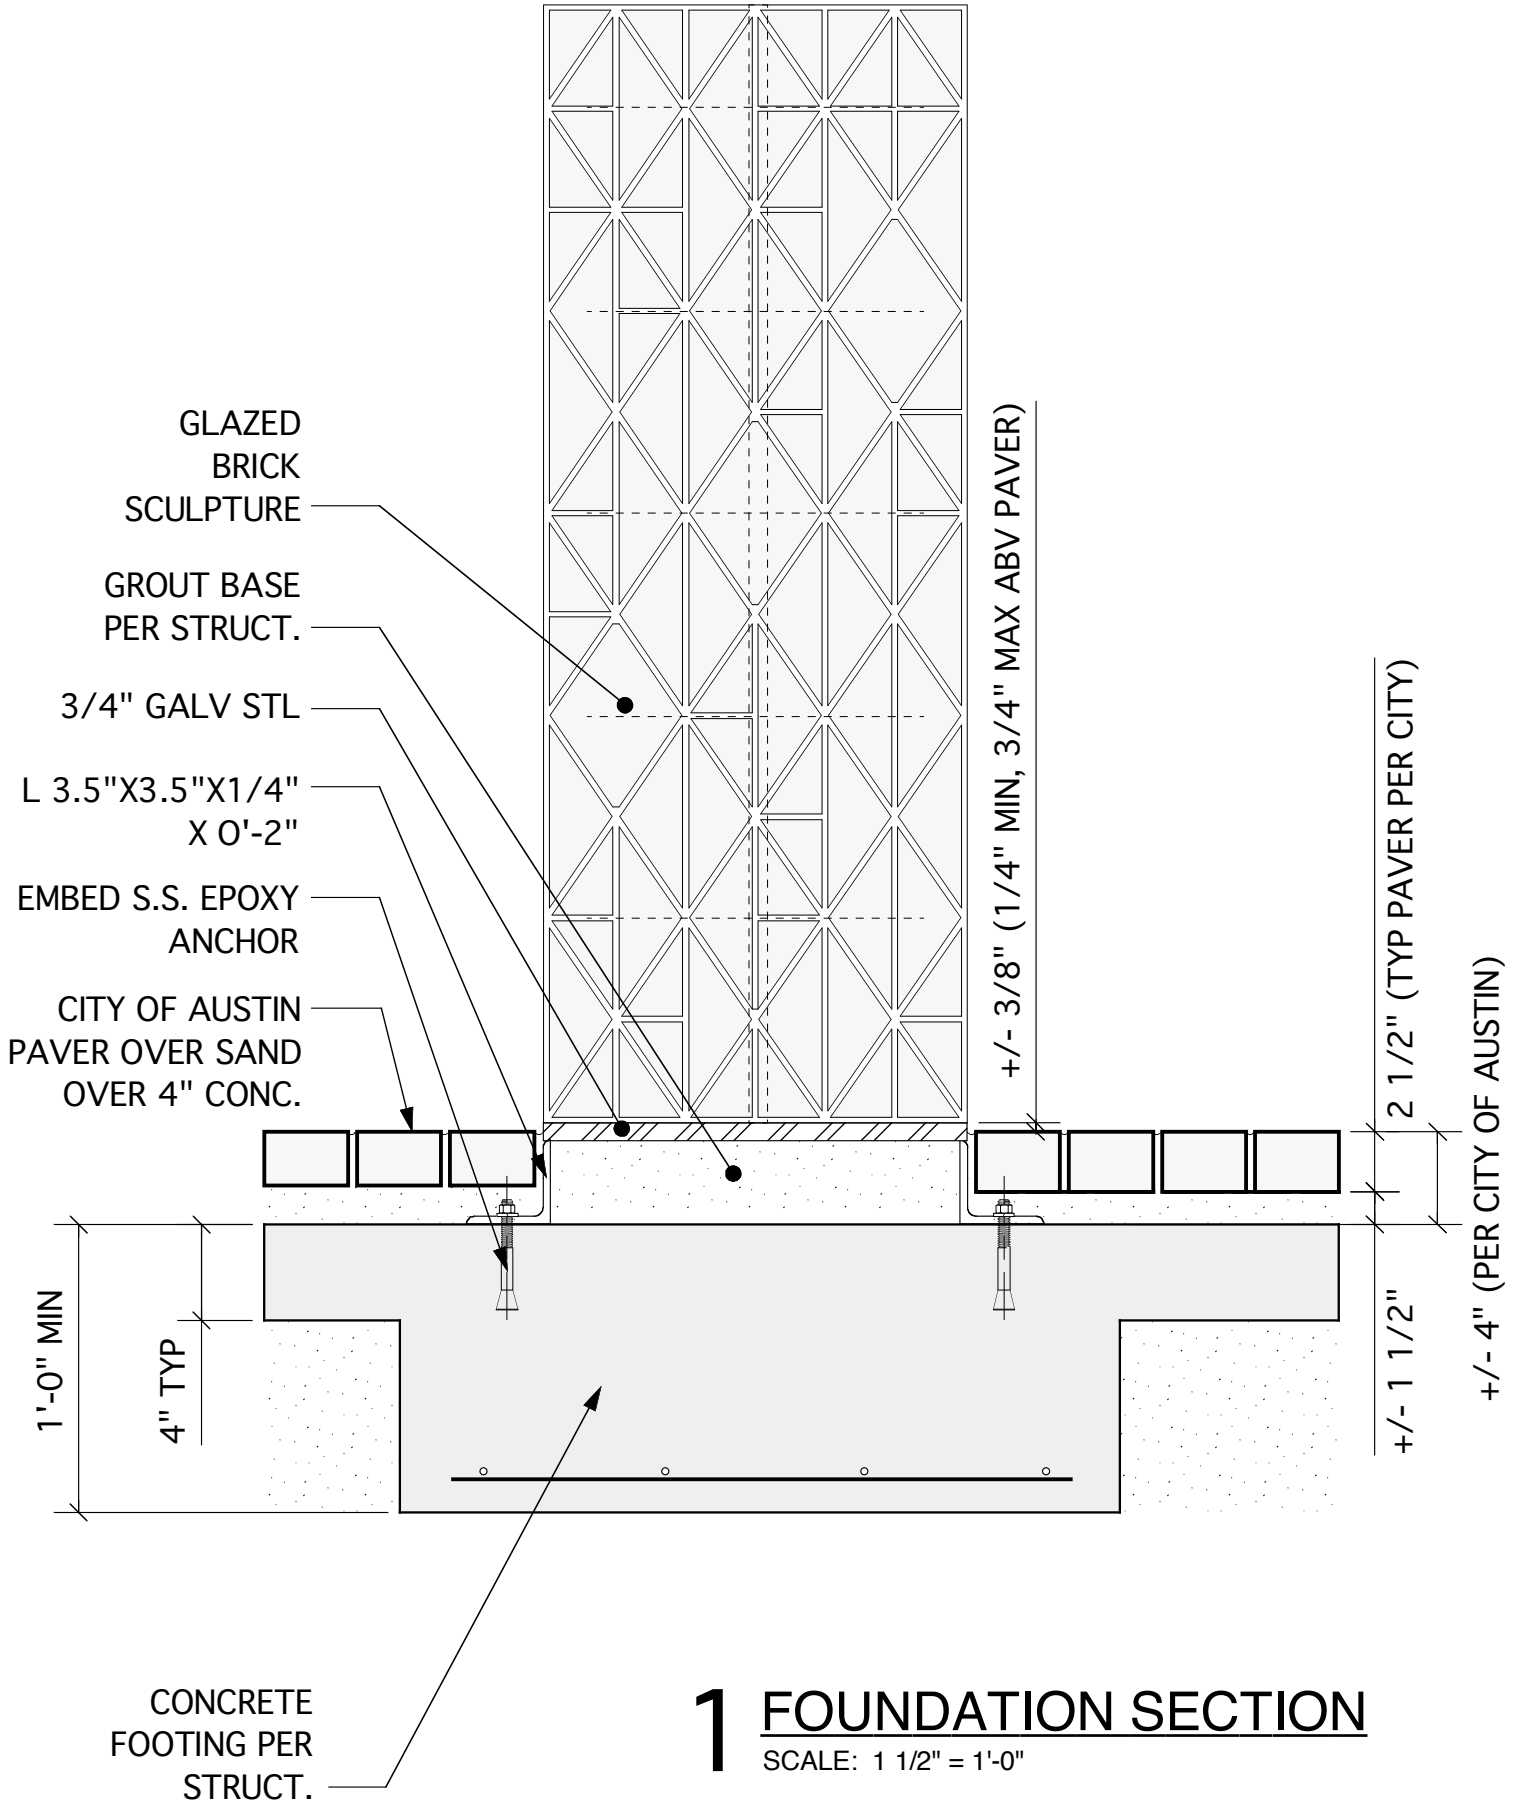 GLAZED
BRICK
SCULPTURE
GROUT BASE
PER STRUCT.
3/4" GALV STL
L 3.5"X3.5"X1/4"
X 0'-2"
EMBED S.S. EPOXY
ANCHOR
CITY OF AUSTIN
PAVER OVER SAND
OVER 4" CONC.
1'-0" MIN
4" TYP
+/- 3/8" (1/4" MIN, 3/4" MAX ABV PAVER)
2 1/2" (TYP PAVER PER CITY)
+/- 1 1/2"
+/- 4" (PER CITY OF AUSTIN)
CONCRETE
FOOTING PER
STRUCT.
1 FOUNDATION SECTION
SCALE: 1 1/2" = 1'-0"